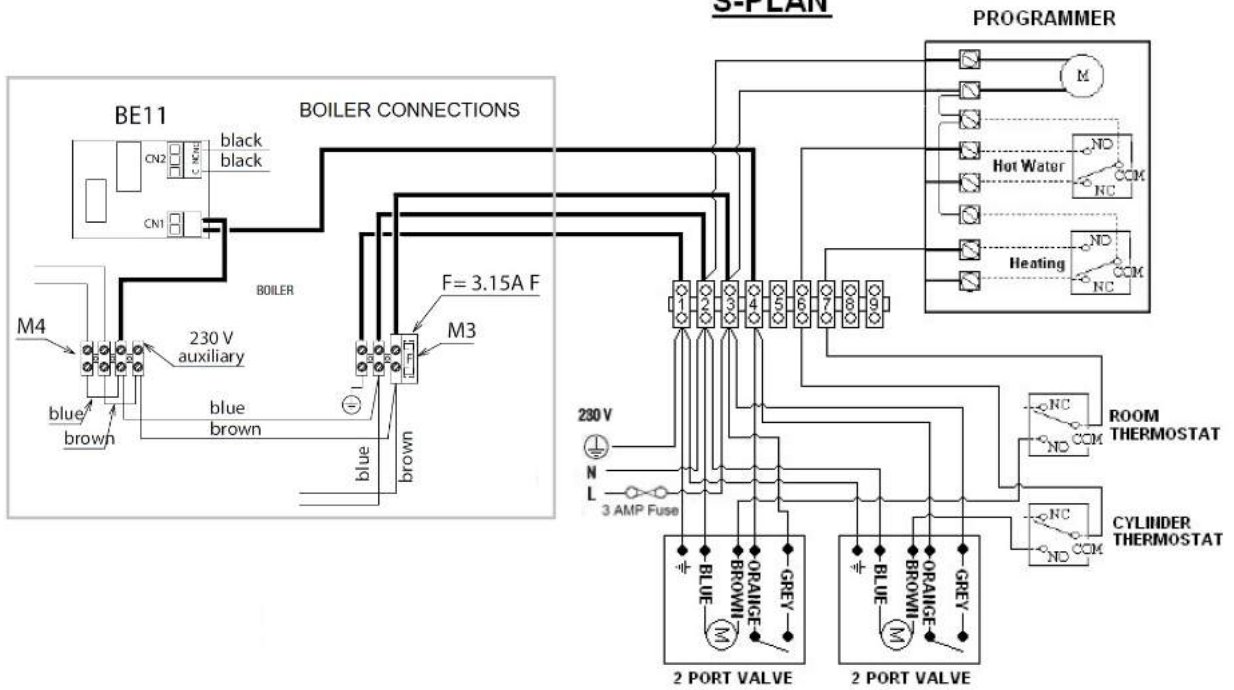 S-PLAN
PROGRAMMER
M
NO
Hot Water
COM
NC
NO
Heating
COM
NC
BOILER CONNECTIONS
BE11
CN2
C NO NC
black
black
CN1
BOILER
F= 3.15A F
M3
F
M4
230 V
auxiliary
blue
brown
blue
brown
blue
brown
1 2 3 4 5 6 7 8 9
230 V
N
L
3 AMP Fuse
NC
COM
NO
ROOM
THERMOSTAT
NC
COM
NO
CYLINDER
THERMOSTAT
BLUE
BROWN
ORANGE
GREY
M
2 PORT VALVE
BLUE
BROWN
ORANGE
GREY
M
2 PORT VALVE